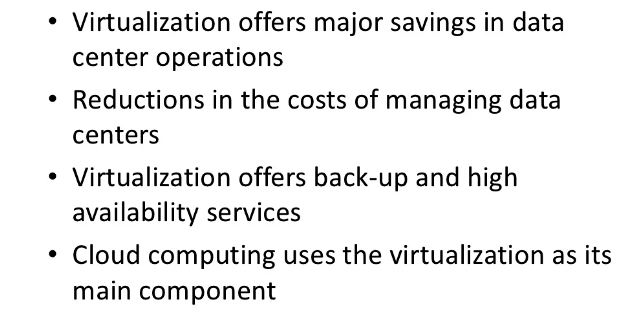 • Virtualization offers major savings in data
center operations
• Reductions in the costs of managing data
centers
• Virtualization offers back-up and high
availability services
• Cloud computing uses the virtualization as its
main component